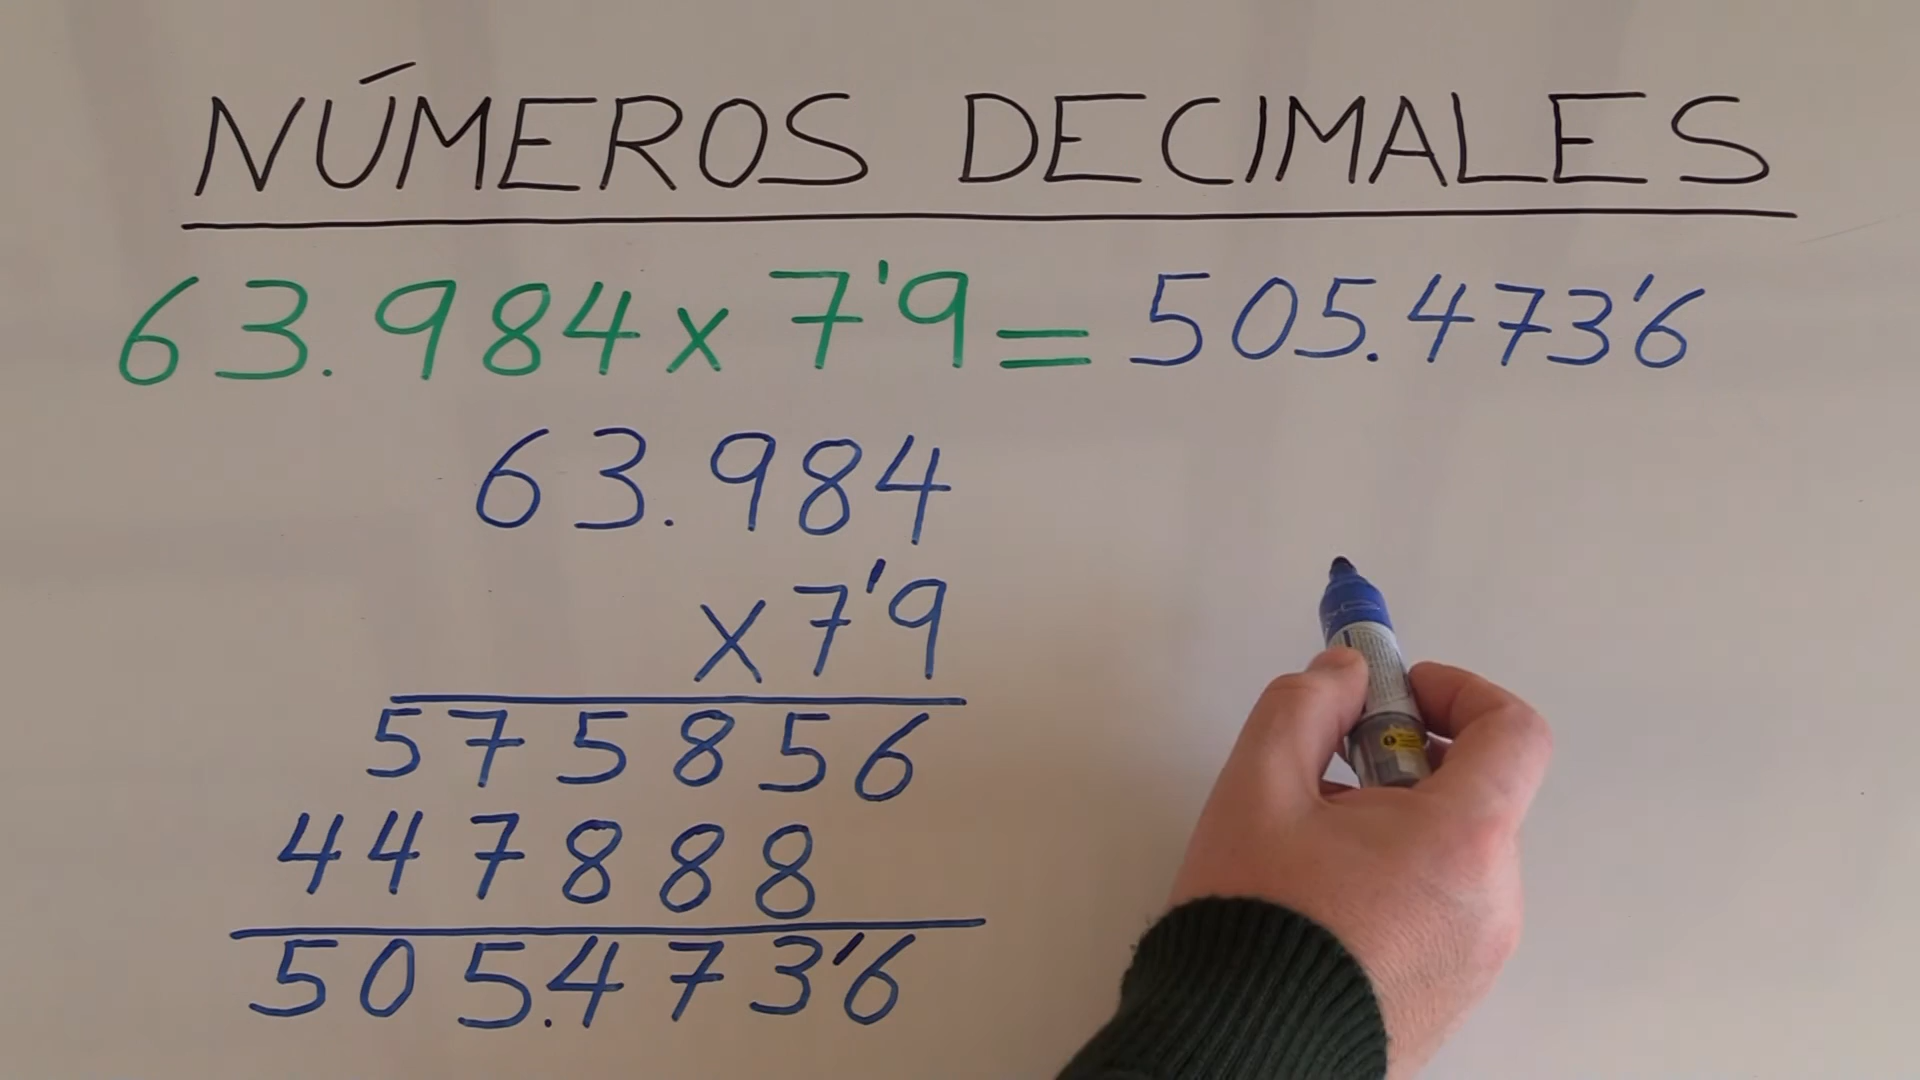 NÚMEROS DECIMALES
63.984 x 7'9 = 505.473'6
63.984
x 7'9
575856
447888
505.473'6